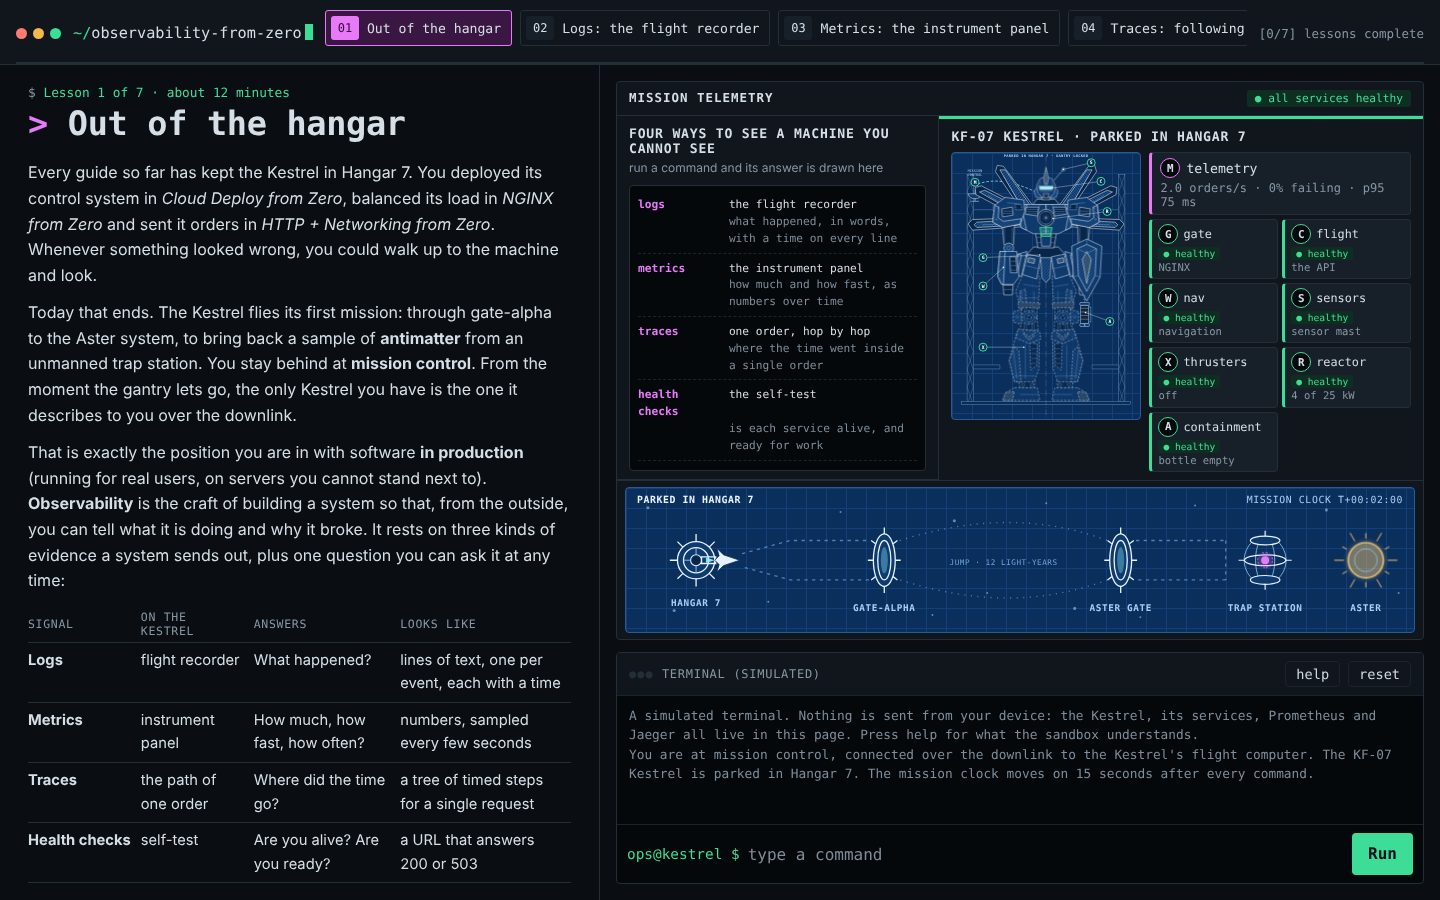 ~/observability-from-zero
01 Out of the hangar
02 Logs: the flight recorder
03 Metrics: the instrument panel
04 Traces: following
[0/7] lessons complete
$ Lesson 1 of 7 · about 12 minutes
> Out of the hangar
Every guide so far has kept the Kestrel in Hangar 7. You deployed its
control system in Cloud Deploy from Zero, balanced its load in NGINX
from Zero and sent it orders in HTTP + Networking from Zero.
Whenever something looked wrong, you could walk up to the machine
and look.
Today that ends. The Kestrel flies its first mission: through gate-alpha
to the Aster system, to bring back a sample of antimatter from an
unmanned trap station. You stay behind at mission control. From the
moment the gantry lets go, the only Kestrel you have is the one it
describes to you over the downlink.
That is exactly the position you are in with software in production
(running for real users, on servers you cannot stand next to).
Observability is the craft of building a system so that, from the outside,
you can tell what it is doing and why it broke. It rests on three kinds of
evidence a system sends out, plus one question you can ask it at any
time:
SIGNAL ON THE KESTREL ANSWERS LOOKS LIKE
Logs flight recorder What happened? lines of text, one per
event, each with a time
Metrics instrument How much, how numbers, sampled
panel fast, how often? every few seconds
Traces the path of Where did the time a tree of timed steps
one order go? for a single request
Health checks self-test Are you alive? Are a URL that answers
you ready? 200 or 503
MISSION TELEMETRY
● all services healthy
FOUR WAYS TO SEE A MACHINE YOU
CANNOT SEE
run a command and its answer is drawn here
logs the flight recorder
what happened, in words,
with a time on every line
metrics the instrument panel
how much and how fast, as
numbers over time
traces one order, hop by hop
where the time went inside
a single order
health the self-test
checks
is each service alive, and
ready for work
KF-07 KESTREL · PARKED IN HANGAR 7
PARKED IN HANGAR 7 · GANTRY LOCKED
M telemetry
2.0 orders/s · 0% failing · p95
75 ms
G gate
● healthy
NGINX
C flight
● healthy
the API
W nav
● healthy
navigation
S sensors
● healthy
sensor mast
X thrusters
● healthy
off
R reactor
● healthy
4 of 25 kW
A containment
● healthy
bottle empty
PARKED IN HANGAR 7
MISSION CLOCK T+00:02:00
JUMP · 12 LIGHT-YEARS
HANGAR 7
GATE-ALPHA
ASTER GATE
TRAP STATION
ASTER
TERMINAL (SIMULATED)
help
reset
A simulated terminal. Nothing is sent from your device: the Kestrel, its services, Prometheus and
Jaeger all live in this page. Press help for what the sandbox understands.
You are at mission control, connected over the downlink to the Kestrel's flight computer. The KF-07
Kestrel is parked in Hangar 7. The mission clock moves on 15 seconds after every command.
ops@kestrel $ type a command
Run